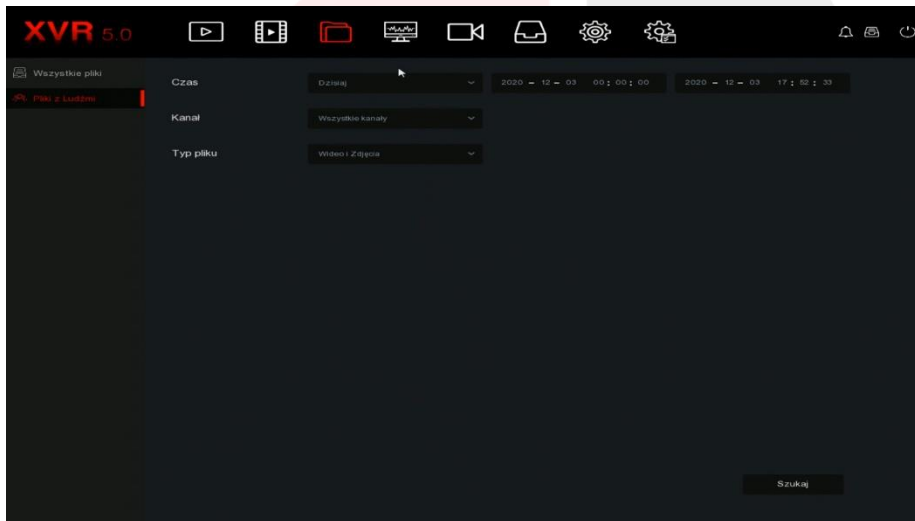 XVR 5.0
Wszystkie pliki
Pliki z Ludźmi
Czas
Dzisiaj
2020 - 12 - 03 00 : 00 : 00
2020 - 12 - 03 17 : 52 : 33
Kanał
Wszystkie kanały
Typ pliku
Wideo i Zdjęcia
Szukaj